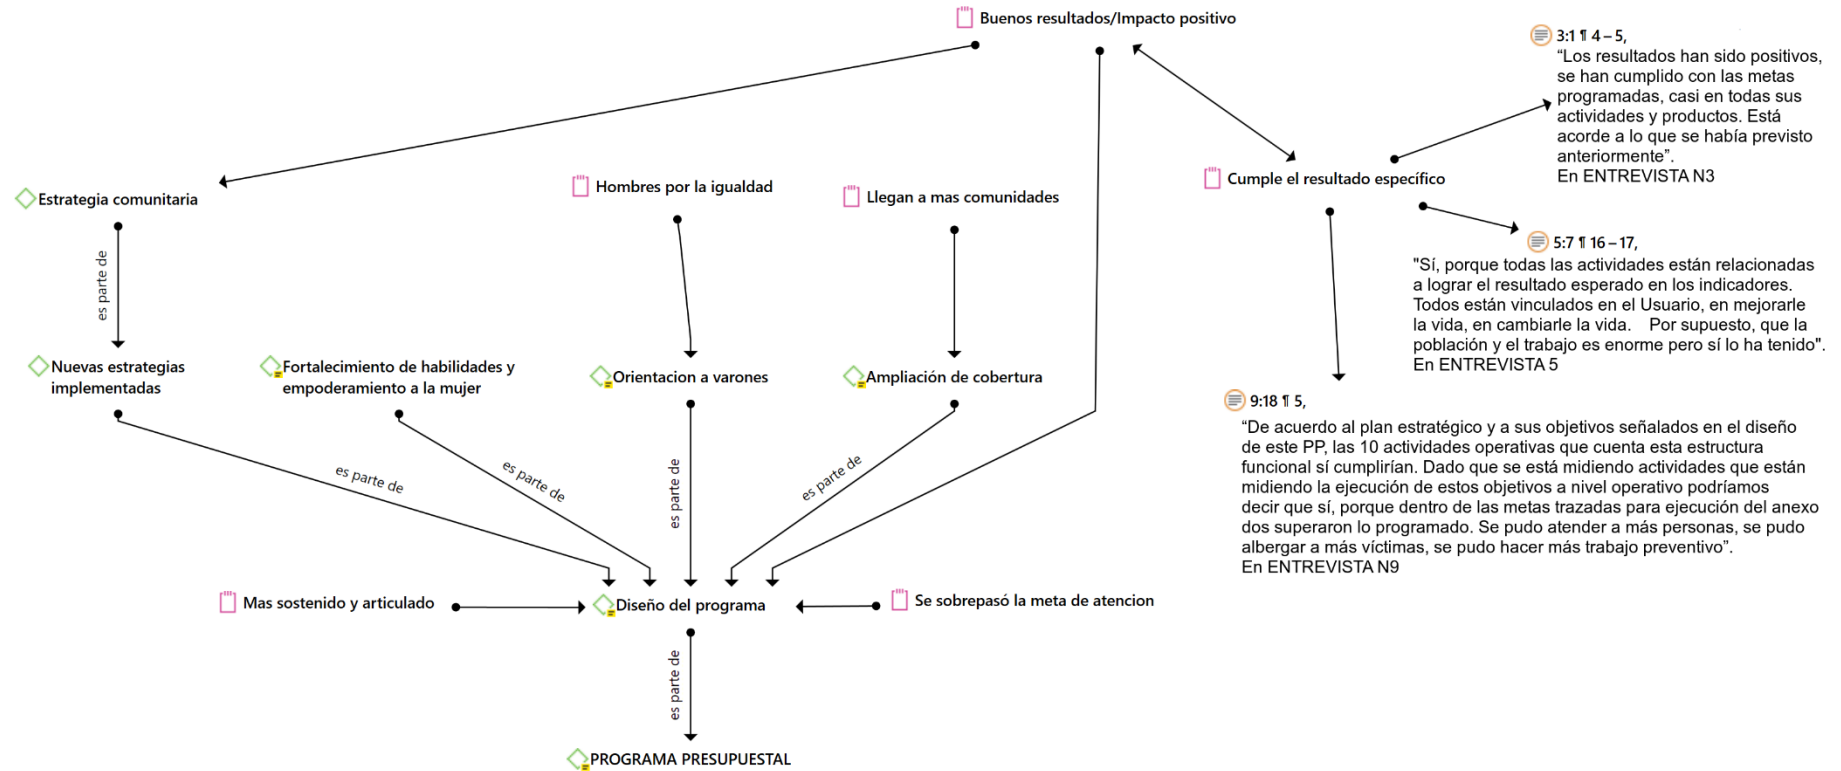 Buenos resultados/Impacto positivo
3:1 ¶ 4 – 5,
“Los resultados han sido positivos,
se han cumplido con las metas
programadas, casi en todas sus
actividades y productos. Está
acorde a lo que se había previsto
anteriormente”.
En ENTREVISTA N3
Cumple el resultado específico
Estrategia comunitaria
Hombres por la igualdad
Llegan a mas comunidades
5:7 ¶ 16 – 17,
"Sí, porque todas las actividades están relacionadas
a lograr el resultado esperado en los indicadores.
Todos están vinculados en el Usuario, en mejorarle
la vida, en cambiarle la vida. Por supuesto, que la
población y el trabajo es enorme pero sí lo ha tenido".
En ENTREVISTA 5
es parte de
Nuevas estrategias
implementadas
Fortalecimiento de habilidades y
empoderamiento a la mujer
Orientacion a varones
Ampliación de cobertura
9:18 ¶ 5,
“De acuerdo al plan estratégico y a sus objetivos señalados en el diseño
de este PP, las 10 actividades operativas que cuenta esta estructura
funcional sí cumplirían. Dado que se está midiendo actividades que están
midiendo la ejecución de estos objetivos a nivel operativo podríamos
decir que sí, porque dentro de las metas trazadas para ejecución del anexo
dos superaron lo programado. Se pudo atender a más personas, se pudo
albergar a más víctimas, se pudo hacer más trabajo preventivo”.
En ENTREVISTA N9
es parte de
es parte de
es parte de
es parte de
Mas sostenido y articulado
Diseño del programa
Se sobrepasó la meta de atencion
es parte de
PROGRAMA PRESUPUESTAL